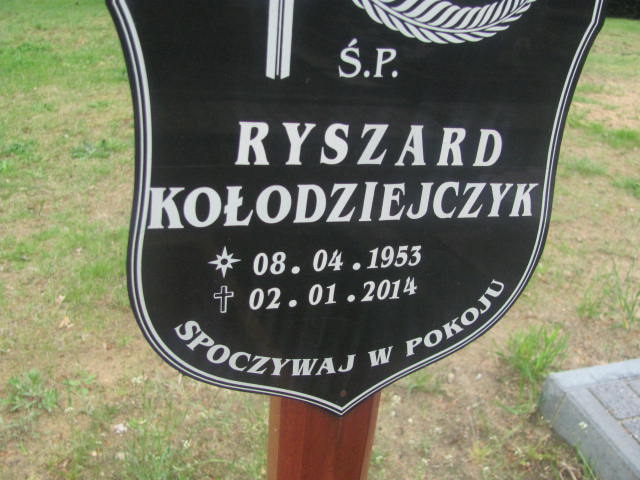 Ś.P.
RYSZARD
KOŁODZIEJCZYK
08.04.1953
02.01.2014
SPOCZYWAJ W POKOJU